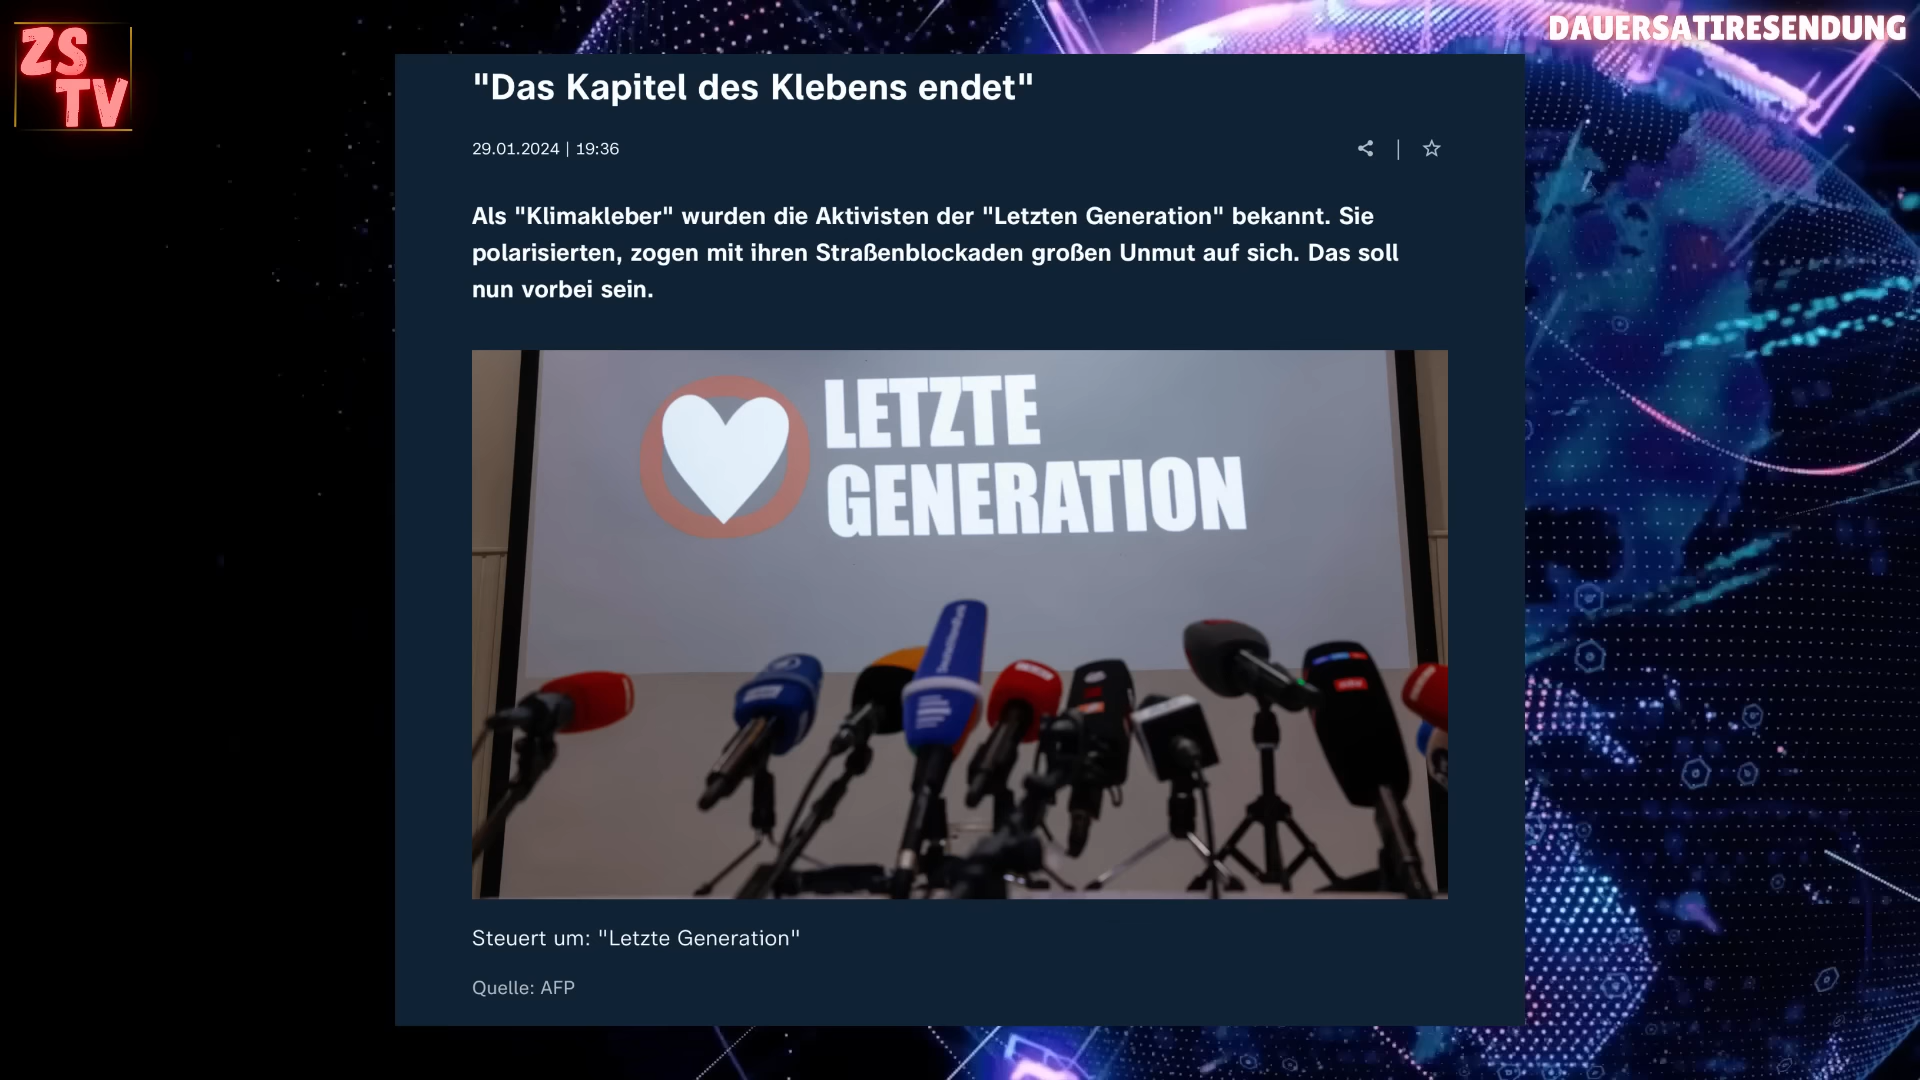 ZS
TV
DAUERSATIRESENDUNG
"Das Kapitel des Klebens endet"
29.01.2024 | 19:36
Als "Klimakleber" wurden die Aktivisten der "Letzten Generation" bekannt. Sie
polarisierten, zogen mit ihren Straßenblockaden großen Unmut auf sich. Das soll
nun vorbei sein.
LETZTE
GENERATION
Deutschlandfunk
Steuert um: "Letzte Generation"
Quelle: AFP